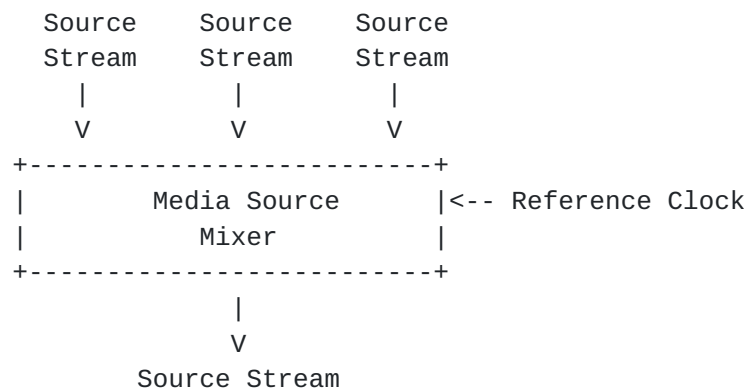 Source    Source    Source
Stream    Stream    Stream
|         |         |
V         V         V
+--------------------------+
|        Media Source      |<-- Reference Clock
|           Mixer          |
+--------------------------+
|
V
Source Stream